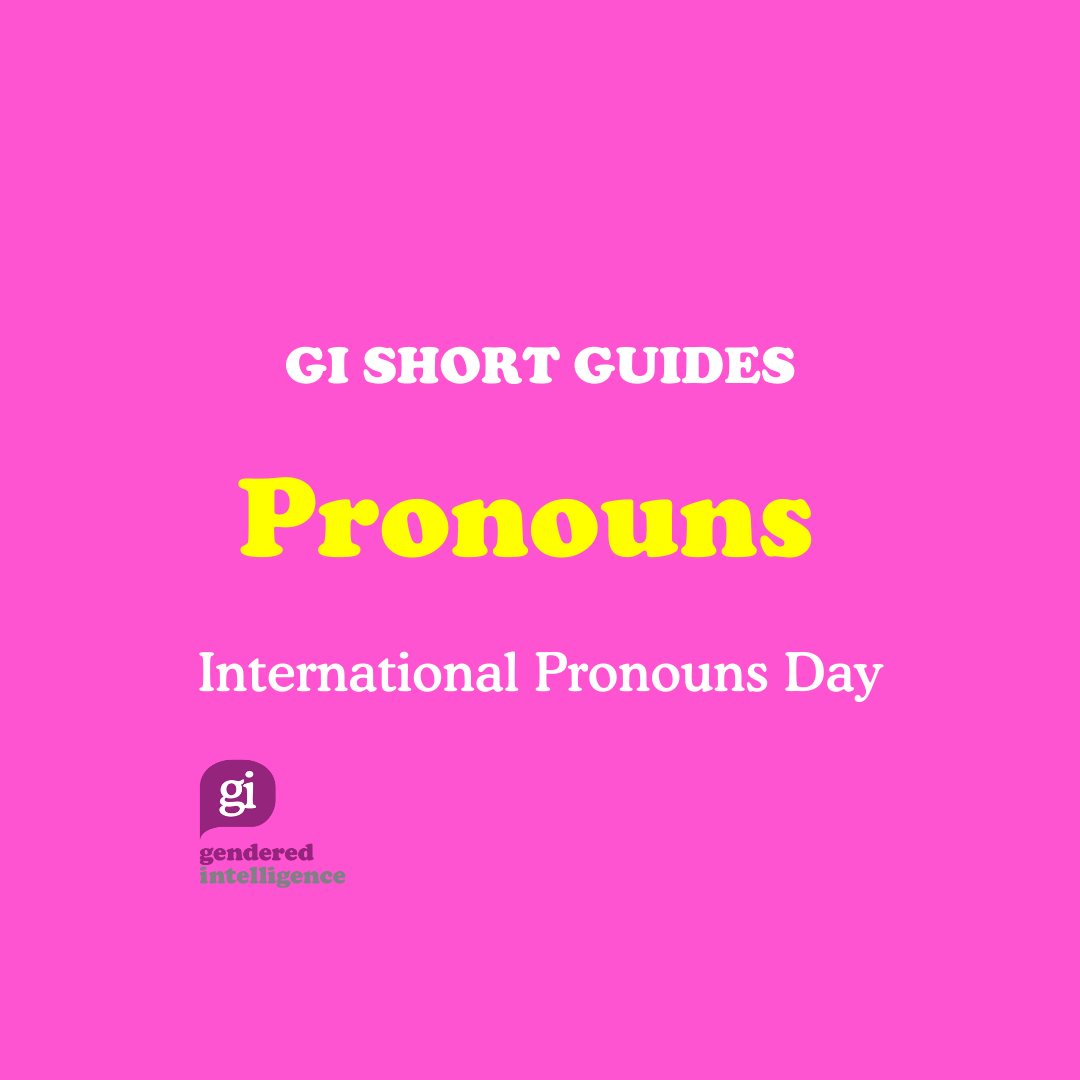 GI SHORT GUIDES
Pronouns
International Pronouns Day
gi
gendered
intelligence